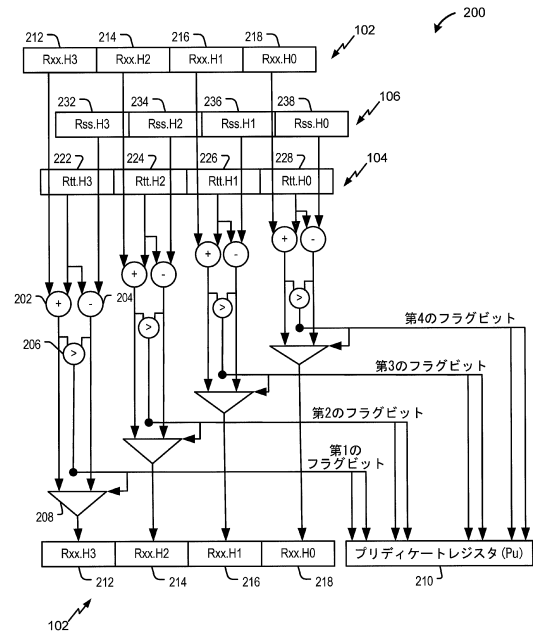 200
212 214 216 218 102
Rxx.H3 Rxx.H2 Rxx.H1 Rxx.H0
232 234 236 238 106
Rss.H3 Rss.H2 Rss.H1 Rss.H0
222 224 226 228 104
Rtt.H3 Rtt.H2 Rtt.H1 Rtt.H0
+ -
+ -
+ -
202 + - 204
>
>
>
206 >
第4のフラグビット
第3のフラグビット
第2のフラグビット
第1の
フラグビット
208
Rxx.H3 Rxx.H2 Rxx.H1 Rxx.H0 プリディケートレジスタ(Pu)
212 214 216 218 210
102